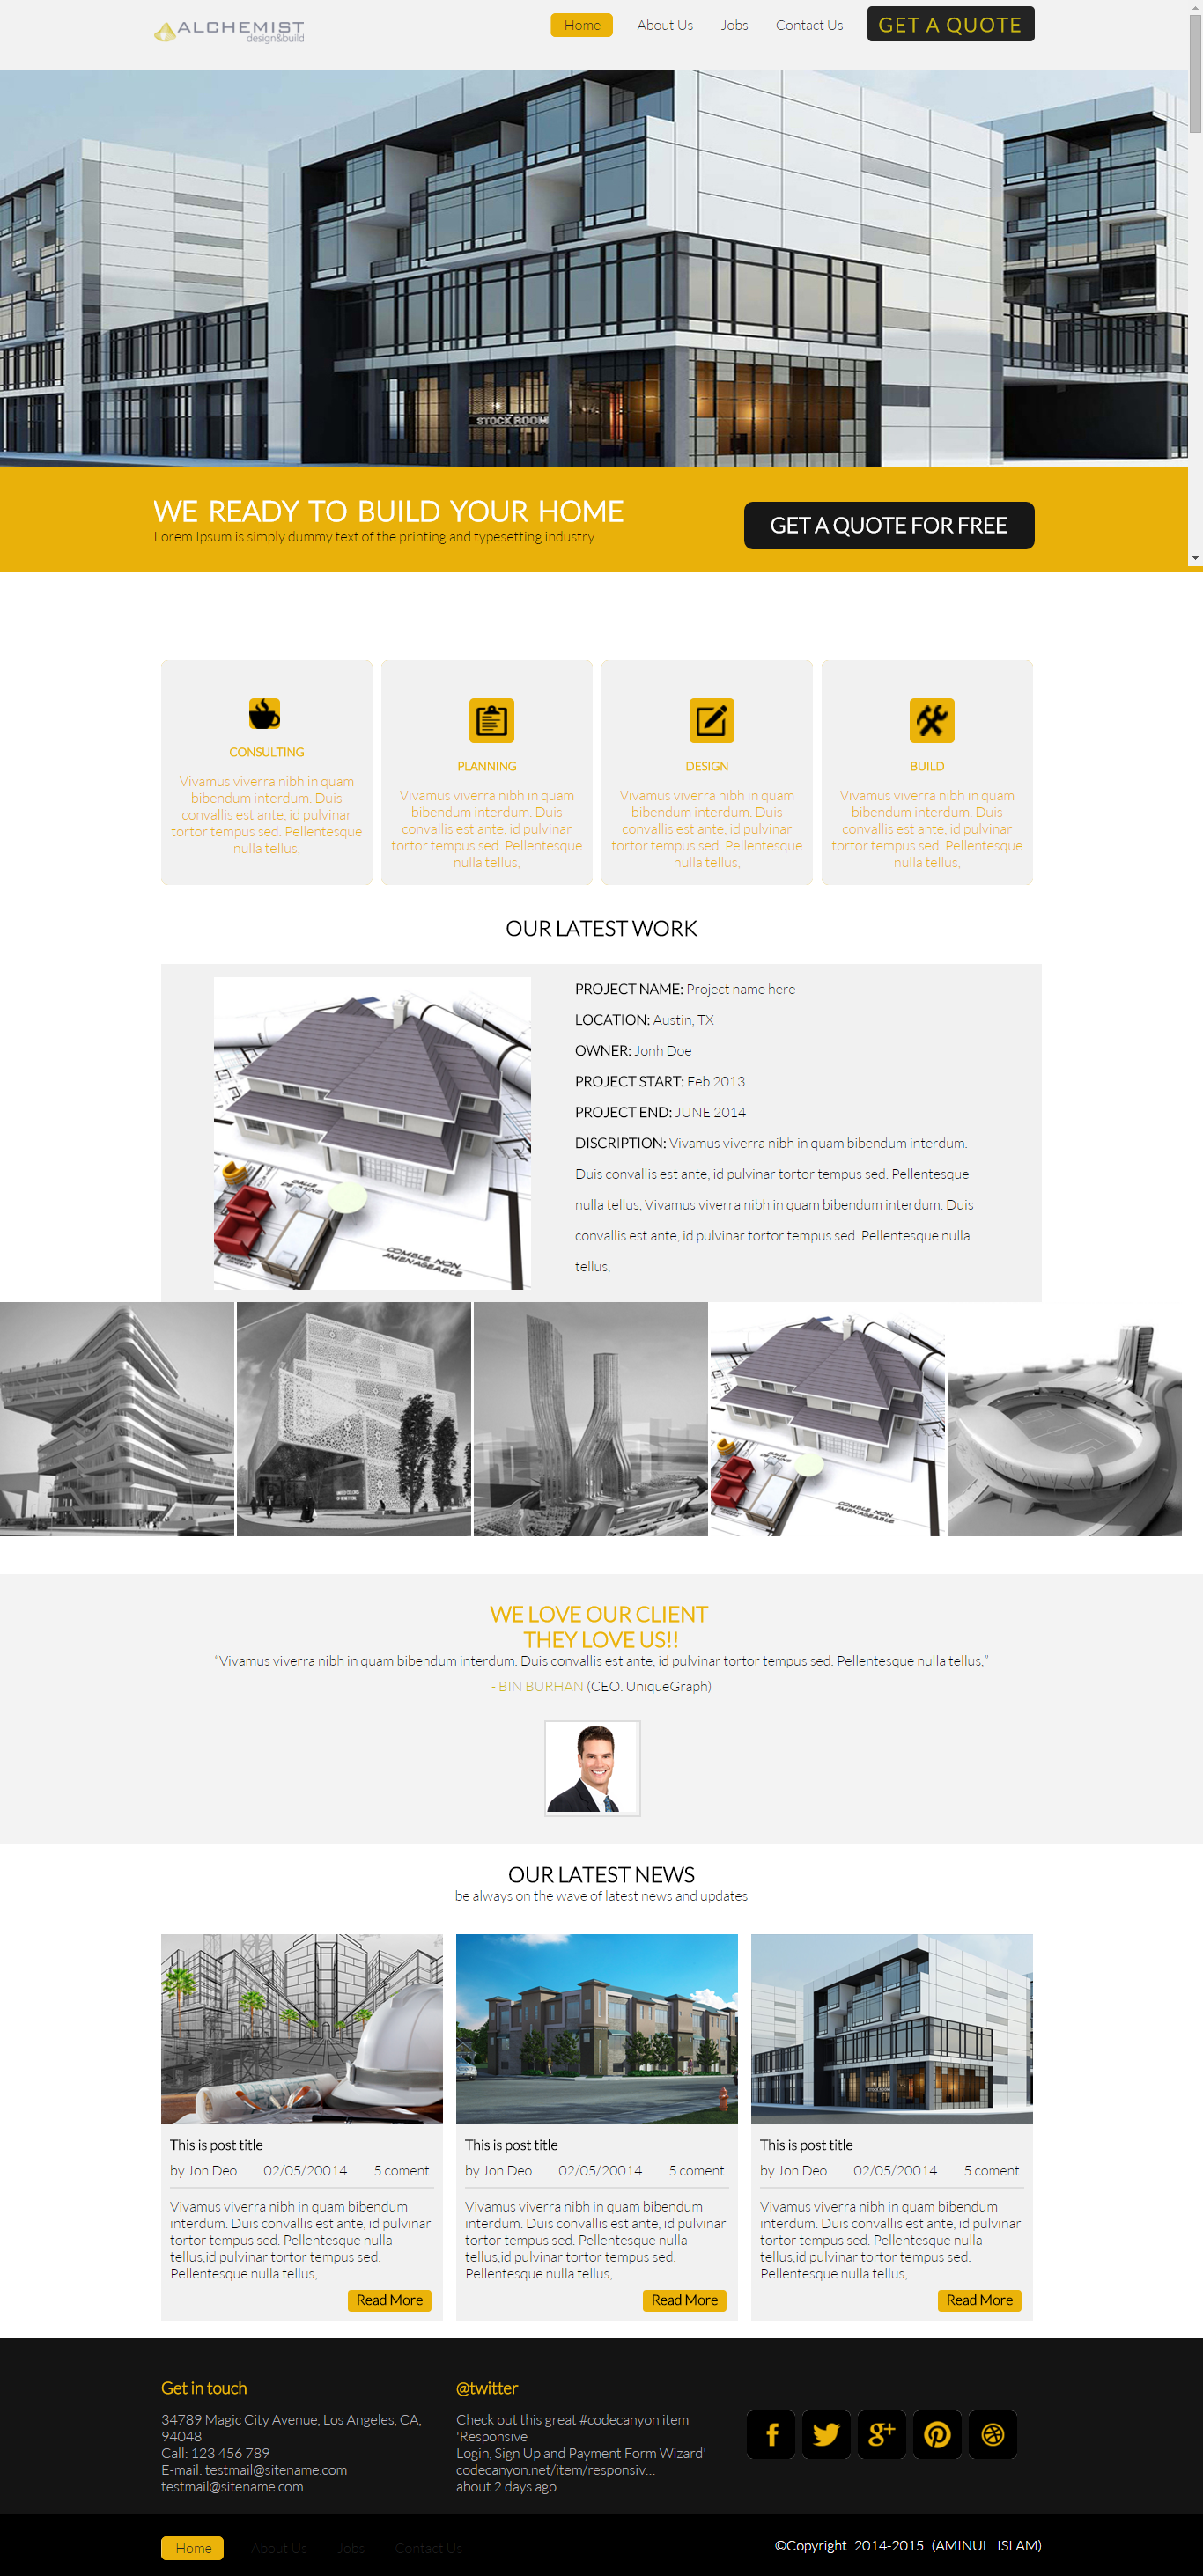 ALCHEMIST
design&build
Home About Us Jobs Contact Us GET A QUOTE
STOCK ROOM
WE READY TO BUILD YOUR HOME
Lorem Ipsum is simply dummy text of the printing and typesetting industry.
GET A QUOTE FOR FREE
CONSULTING
Vivamus viverra nibh in quam
bibendum interdum. Duis
convallis est ante, id pulvinar
tortor tempus sed. Pellentesque
nulla tellus,
PLANNING
Vivamus viverra nibh in quam
bibendum interdum. Duis
convallis est ante, id pulvinar
tortor tempus sed. Pellentesque
nulla tellus,
DESIGN
Vivamus viverra nibh in quam
bibendum interdum. Duis
convallis est ante, id pulvinar
tortor tempus sed. Pellentesque
nulla tellus,
BUILD
Vivamus viverra nibh in quam
bibendum interdum. Duis
convallis est ante, id pulvinar
tortor tempus sed. Pellentesque
nulla tellus,
OUR LATEST WORK
COMBLE NON
AMENAGEABLE
PROJECT NAME: Project name here
LOCATION: Austin, TX
OWNER: Jonh Doe
PROJECT START: Feb 2013
PROJECT END: JUNE 2014
DISCRIPTION: Vivamus viverra nibh in quam bibendum interdum.
Duis convallis est ante, id pulvinar tortor tempus sed. Pellentesque
nulla tellus, Vivamus viverra nibh in quam bibendum interdum. Duis
convallis est ante, id pulvinar tortor tempus sed. Pellentesque nulla
tellus,
UNITED COLORS
OF BENETTON.
COMBLE NON
AMENAGEABLE
WE LOVE OUR CLIENT
THEY LOVE US!!
“Vivamus viverra nibh in quam bibendum interdum. Duis convallis est ante, id pulvinar tortor tempus sed. Pellentesque nulla tellus,”
- BIN BURHAN (CEO. UniqueGraph)
OUR LATEST NEWS
be always on the wave of latest news and updates
This is post title
by Jon Deo 02/05/20014 5 coment
Vivamus viverra nibh in quam bibendum
interdum. Duis convallis est ante, id pulvinar
tortor tempus sed. Pellentesque nulla
tellus,id pulvinar tortor tempus sed.
Pellentesque nulla tellus,
Read More
This is post title
by Jon Deo 02/05/20014 5 coment
Vivamus viverra nibh in quam bibendum
interdum. Duis convallis est ante, id pulvinar
tortor tempus sed. Pellentesque nulla
tellus,id pulvinar tortor tempus sed.
Pellentesque nulla tellus,
Read More
STOCK ROOM
This is post title
by Jon Deo 02/05/20014 5 coment
Vivamus viverra nibh in quam bibendum
interdum. Duis convallis est ante, id pulvinar
tortor tempus sed. Pellentesque nulla
tellus,id pulvinar tortor tempus sed.
Pellentesque nulla tellus,
Read More
Get in touch
34789 Magic City Avenue, Los Angeles, CA,
94048
Call: 123 456 789
E-mail: testmail@sitename.com
testmail@sitename.com
@twitter
Check out this great #codecanyon item
'Responsive
Login, Sign Up and Payment Form Wizard'
codecanyon.net/item/responsiv...
about 2 days ago
Home About Us Jobs Contact Us
©Copyright 2014-2015 (AMINUL ISLAM)